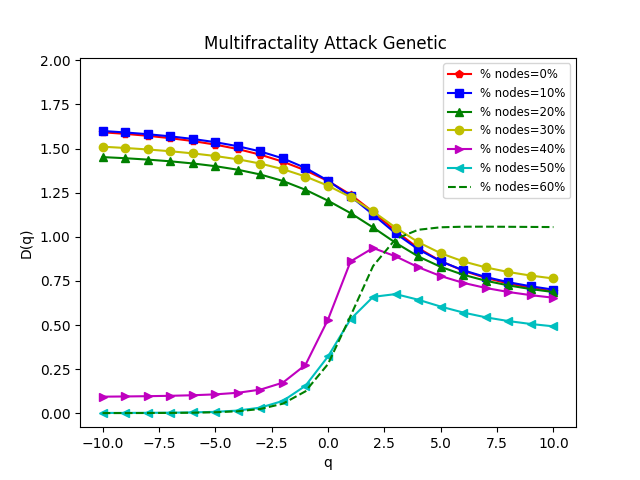 Multifractality Attack Genetic
% nodes=0%
% nodes=10%
% nodes=20%
% nodes=30%
% nodes=40%
% nodes=50%
% nodes=60%
D(q)
2.00
1.75
1.50
1.25
1.00
0.75
0.50
0.25
0.00
−10.0 −7.5 −5.0 −2.5 0.0 2.5 5.0 7.5 10.0
q